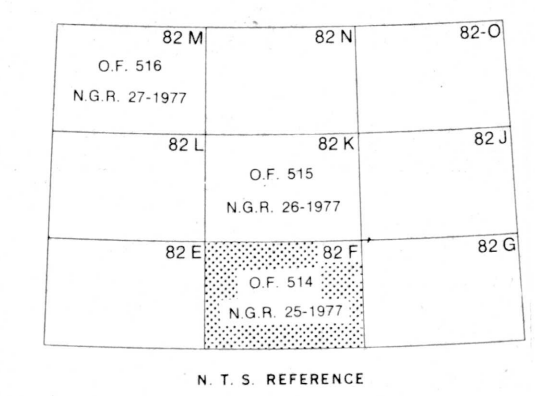 82 M
82 N
82-O
O.F. 516
N.G.R. 27-1977
82 L
82 K
82 J
O.F. 515
N.G.R. 26-1977
82 E
82 F
82 G
O.F. 514
N.G.R. 25-1977
N. T. S. REFERENCE